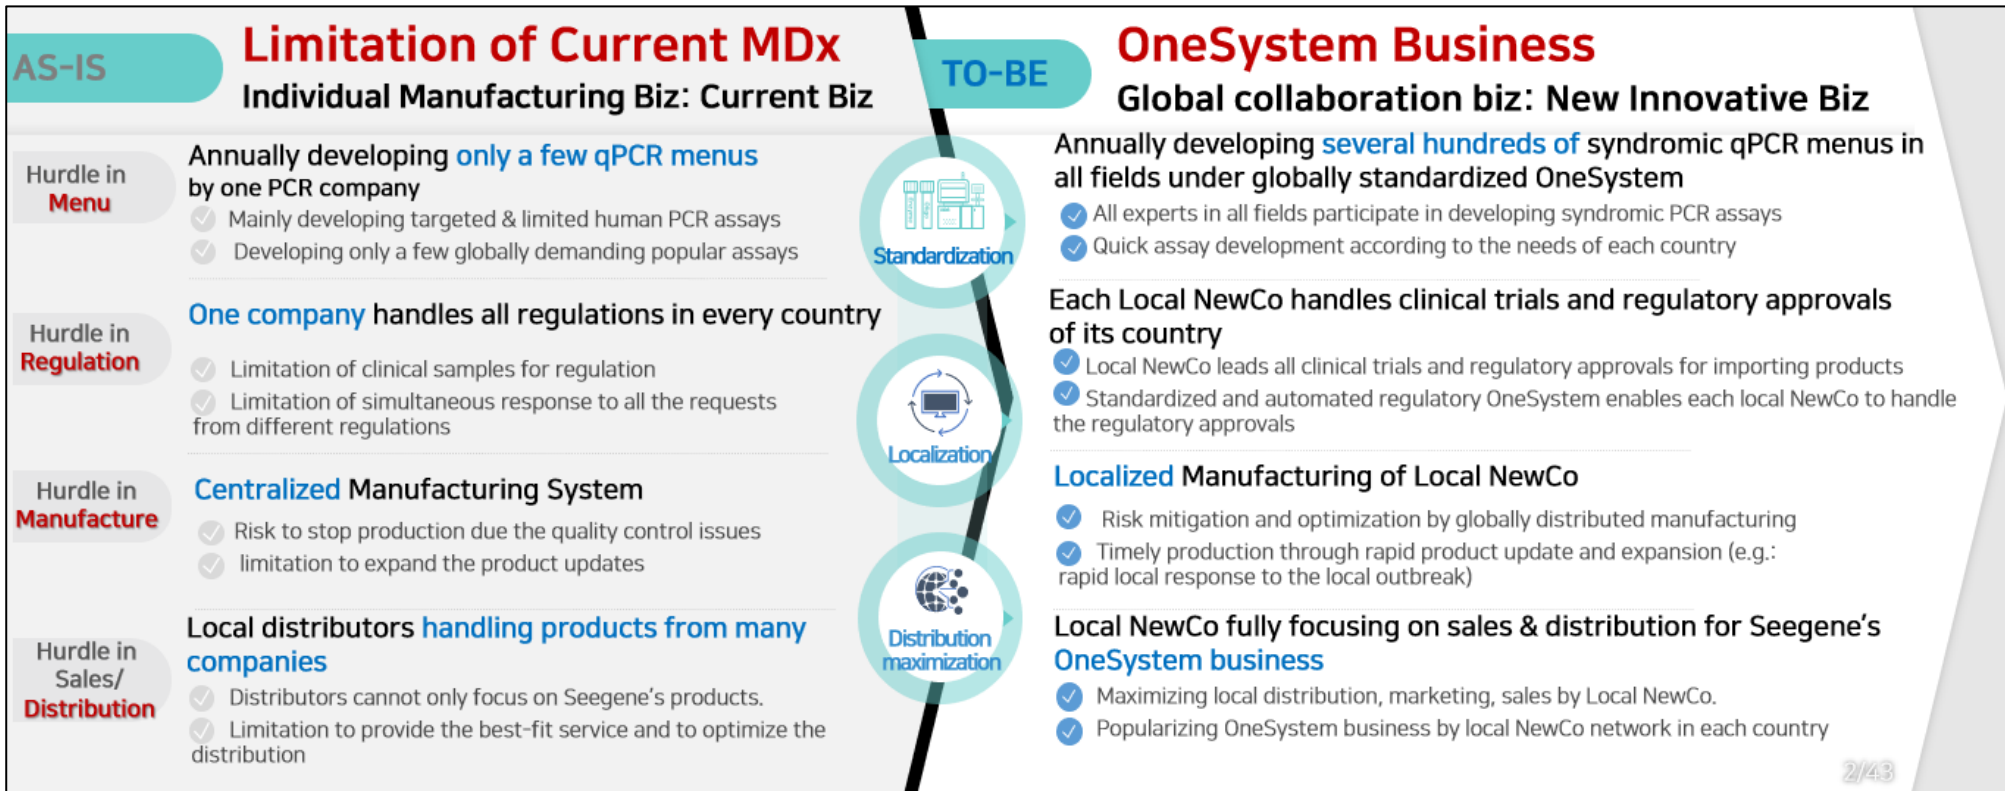 AS-IS
Limitation of Current MDx
Individual Manufacturing Biz: Current Biz
TO-BE
OneSystem Business
Global collaboration biz: New Innovative Biz
Hurdle in
Menu
Annually developing only a few qPCR menus
by one PCR company
Mainly developing targeted & limited human PCR assays
Developing only a few globally demanding popular assays
Standardization
Annually developing several hundreds of syndromic qPCR menus in
all fields under globally standardized OneSystem
All experts in all fields participate in developing syndromic PCR assays
Quick assay development according to the needs of each country
Hurdle in
Regulation
One company handles all regulations in every country
Limitation of clinical samples for regulation
Limitation of simultaneous response to all the requests
from different regulations
Localization
Each Local NewCo handles clinical trials and regulatory approvals
of its country
Local NewCo leads all clinical trials and regulatory approvals for importing products
Standardized and automated regulatory OneSystem enables each local NewCo to handle
the regulatory approvals
Hurdle in
Manufacture
Centralized Manufacturing System
Risk to stop production due the quality control issues
limitation to expand the product updates
Localized Manufacturing of Local NewCo
Risk mitigation and optimization by globally distributed manufacturing
Timely production through rapid product update and expansion (e.g.:
rapid local response to the local outbreak)
Hurdle in
Sales/
Distribution
Local distributors handling products from many
companies
Distributors cannot only focus on Seegene's products.
Limitation to provide the best-fit service and to optimize the
distribution
Distribution
maximization
Local NewCo fully focusing on sales & distribution for Seegene's
OneSystem business
Maximizing local distribution, marketing, sales by Local NewCo.
Popularizing OneSystem business by local NewCo network in each country
2/43